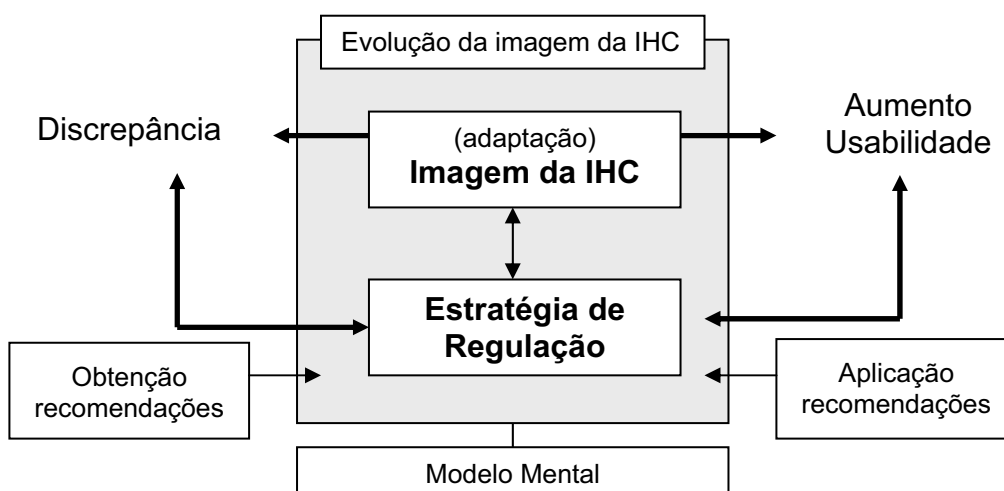 Evolução da imagem da IHC
Discrepância
(adaptação)
Imagem da IHC
Aumento
Usabilidade
Estratégia de
Regulação
Obtenção
recomendações
Aplicação
recomendações
Modelo Mental